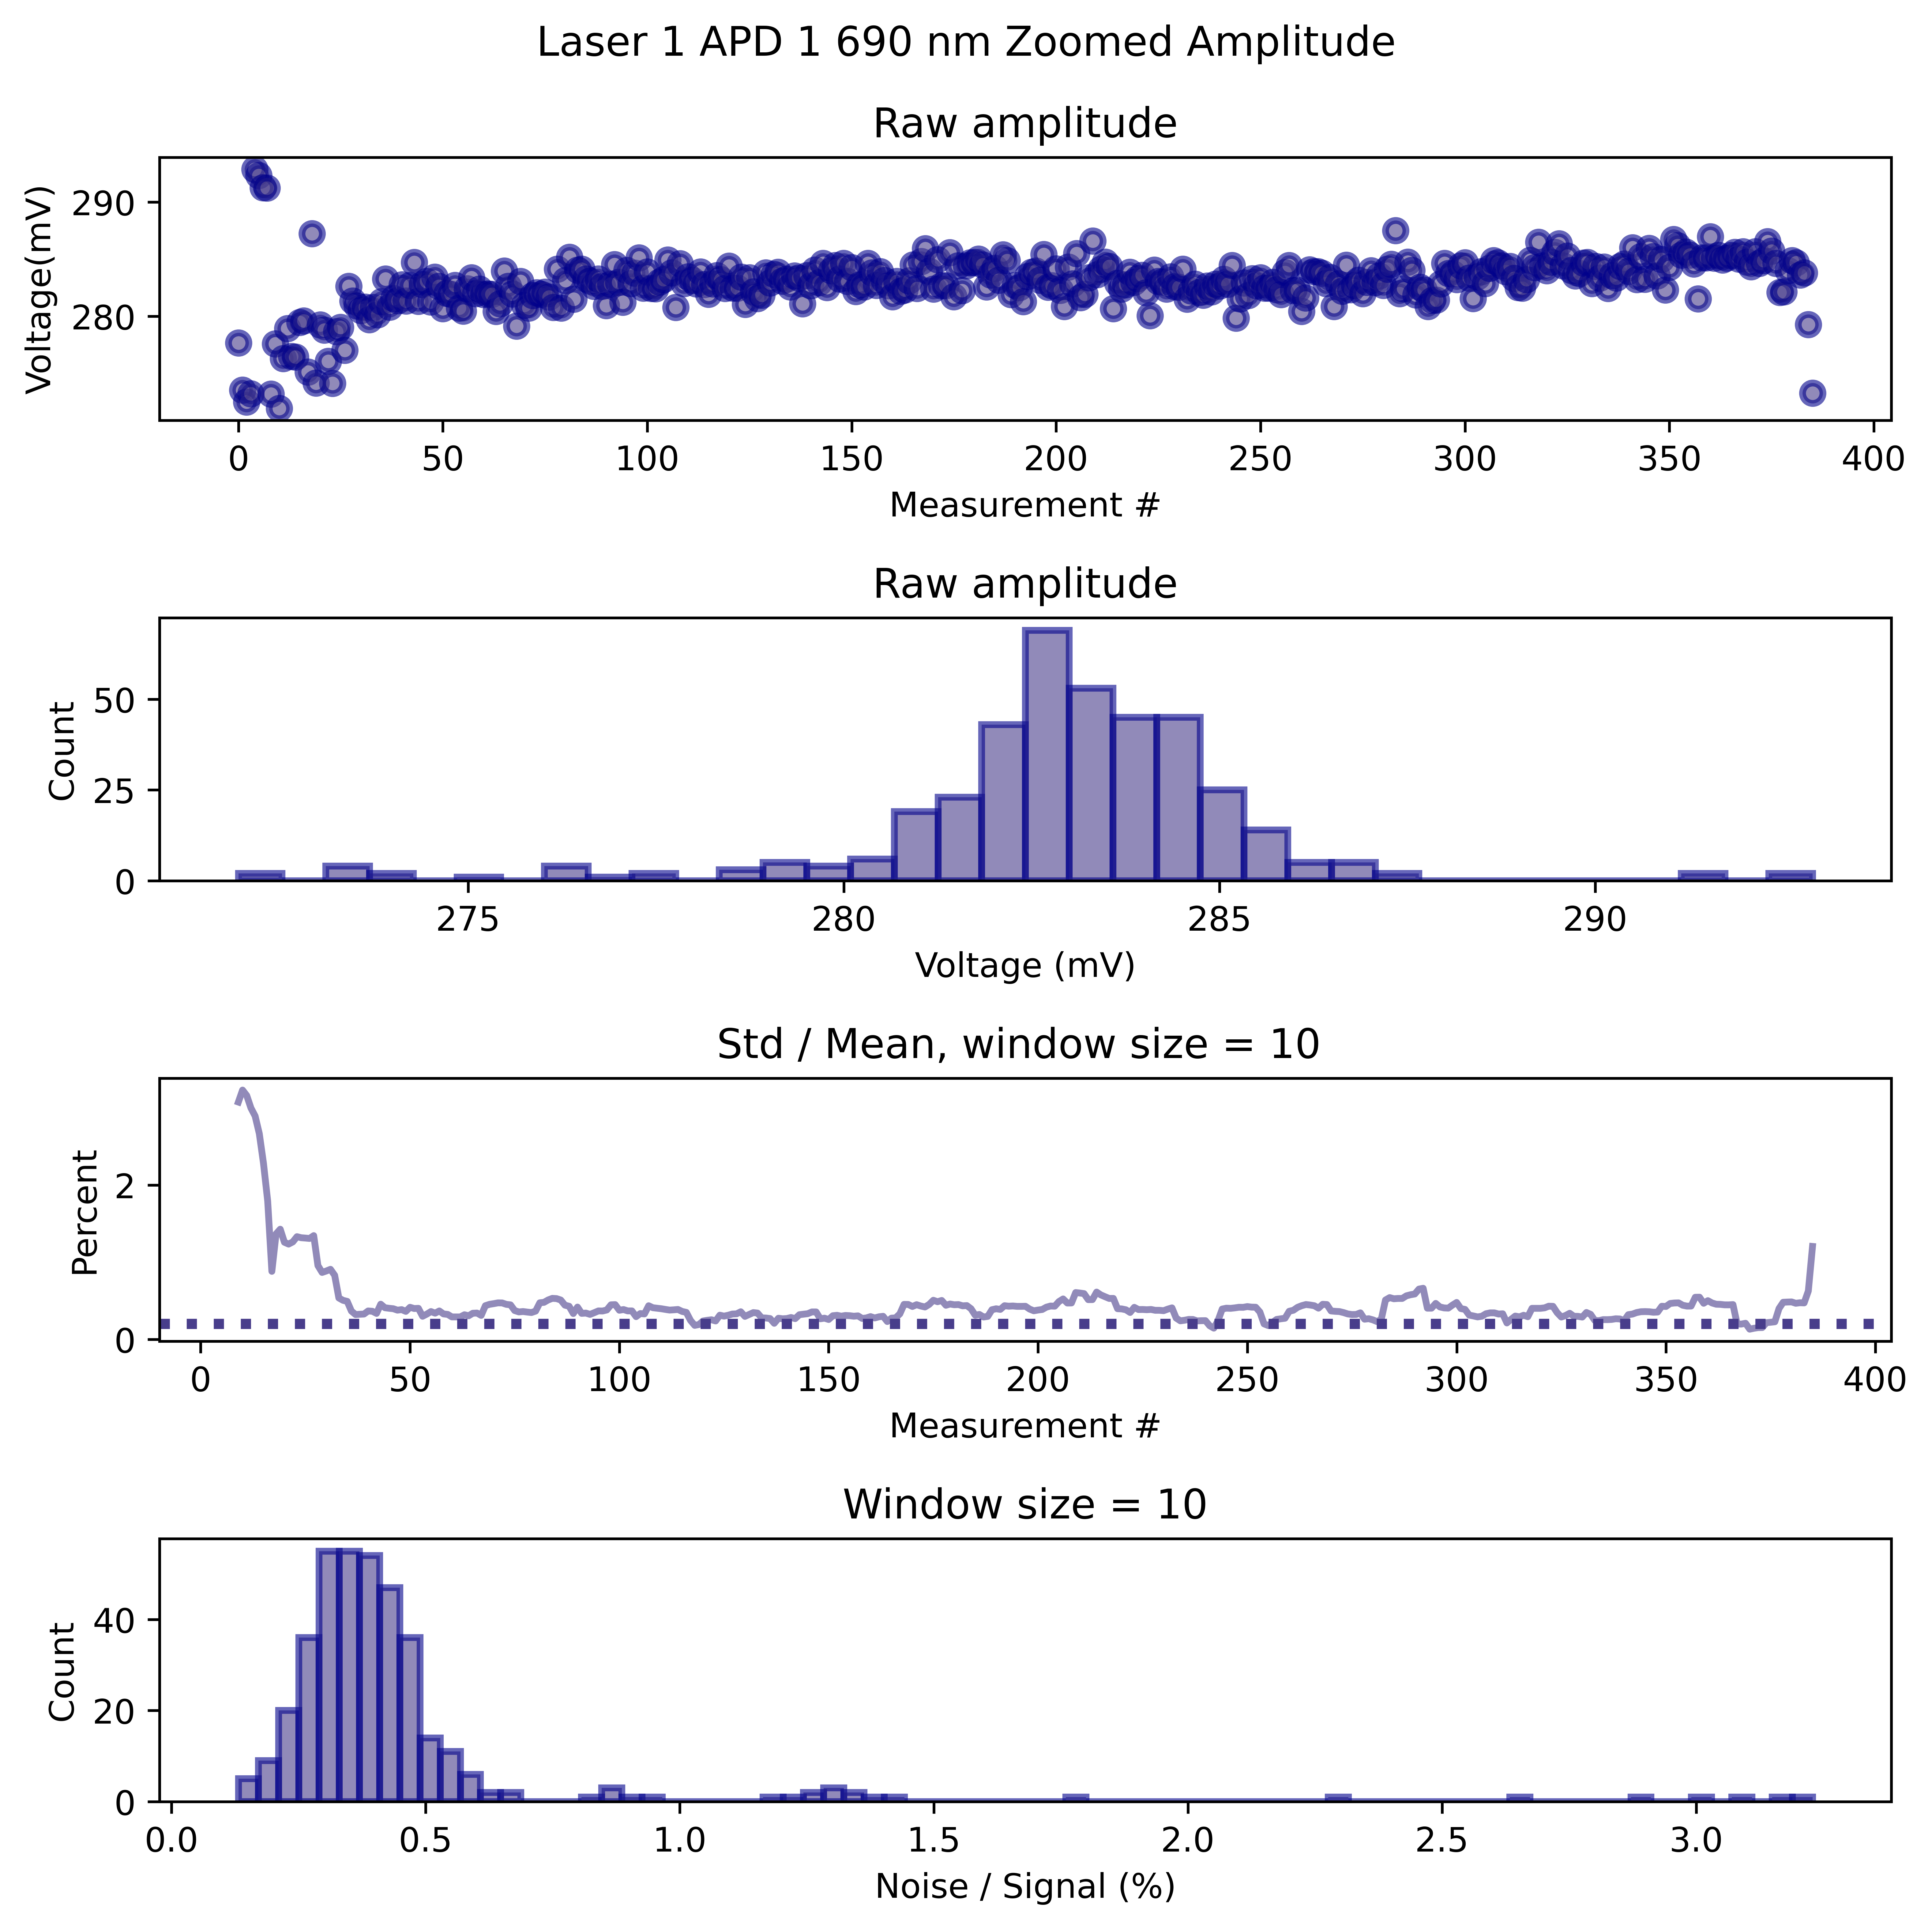 Laser 1 APD 1 690 nm Zoomed Amplitude
Raw amplitude
Voltage(mV)
290
280
0 50 100 150 200 250 300 350 400
Measurement #
Raw amplitude
Count
50
25
0
275 280 285 290
Voltage (mV)
Std / Mean, window size = 10
Percent
2
0
0 50 100 150 200 250 300 350 400
Measurement #
Window size = 10
Count
40
20
0
0.0 0.5 1.0 1.5 2.0 2.5 3.0
Noise / Signal (%)